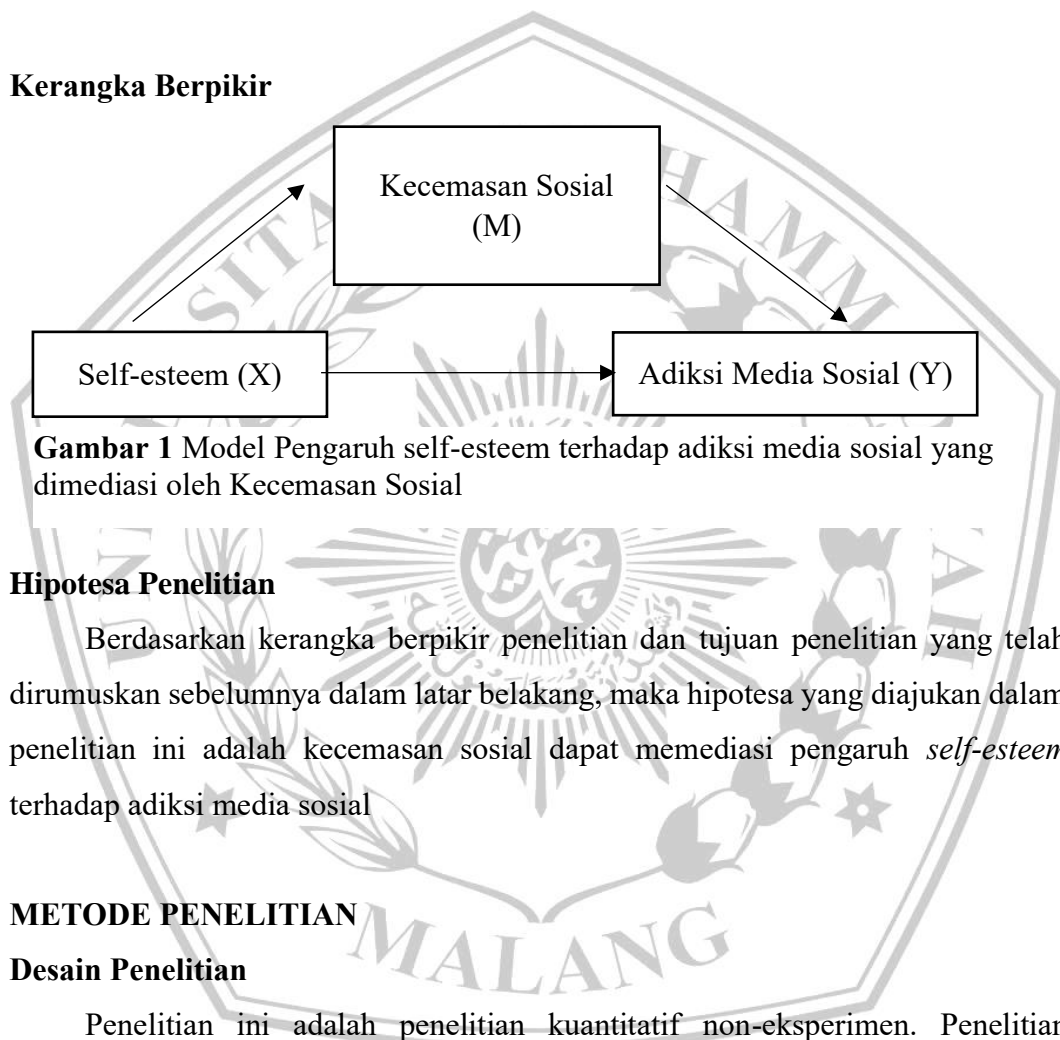 Kerangka Berpikir
Kecemasan Sosial
(M)
Self-esteem (X)
Adiksi Media Sosial (Y)
Gambar 1 Model Pengaruh self-esteem terhadap adiksi media sosial yang
dimediasi oleh Kecemasan Sosial
Hipotesa Penelitian
Berdasarkan kerangka berpikir penelitian dan tujuan penelitian yang telah
dirumuskan sebelumnya dalam latar belakang, maka hipotesa yang diajukan dalam
penelitian ini adalah kecemasan sosial dapat memediasi pengaruh self-esteem
terhadap adiksi media sosial
METODE PENELITIAN
MALANG
Desain Penelitian
Penelitian ini adalah penelitian kuantitatif non-eksperimen. Penelitian